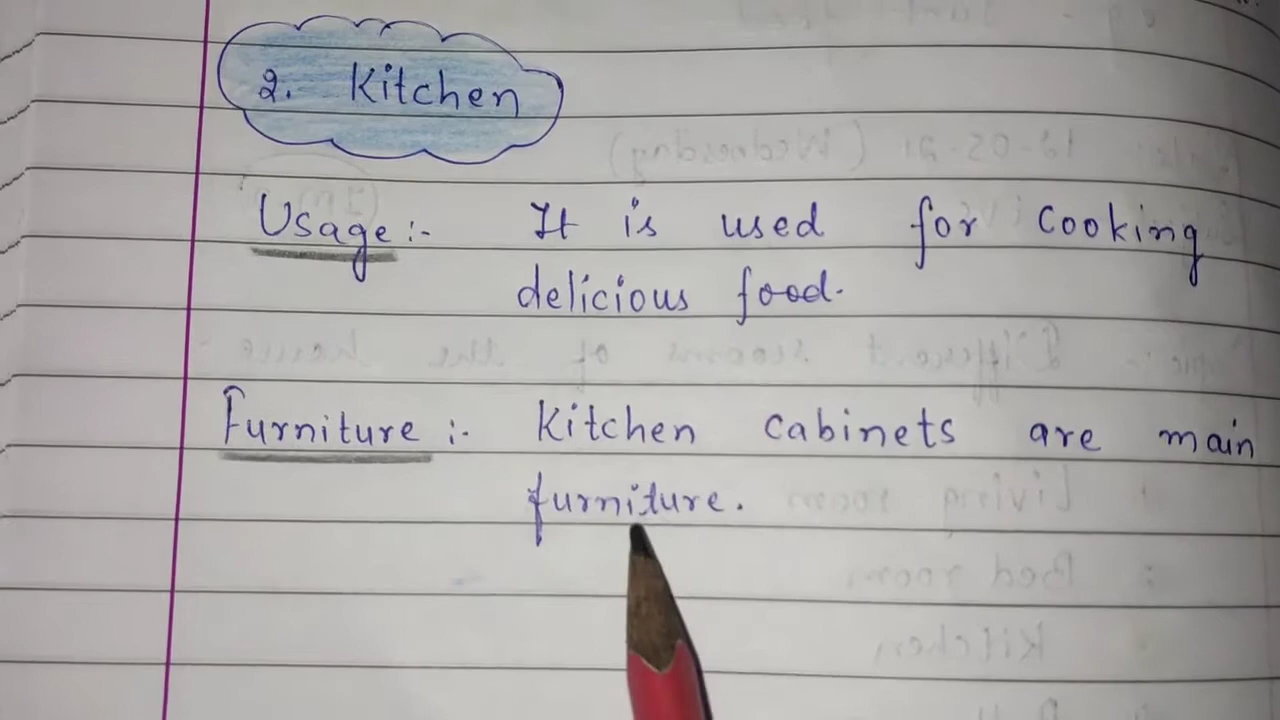 2. Kitchen
Usage :- It is used for cooking
delicious food.
Furniture :- Kitchen cabinets are main
furniture.